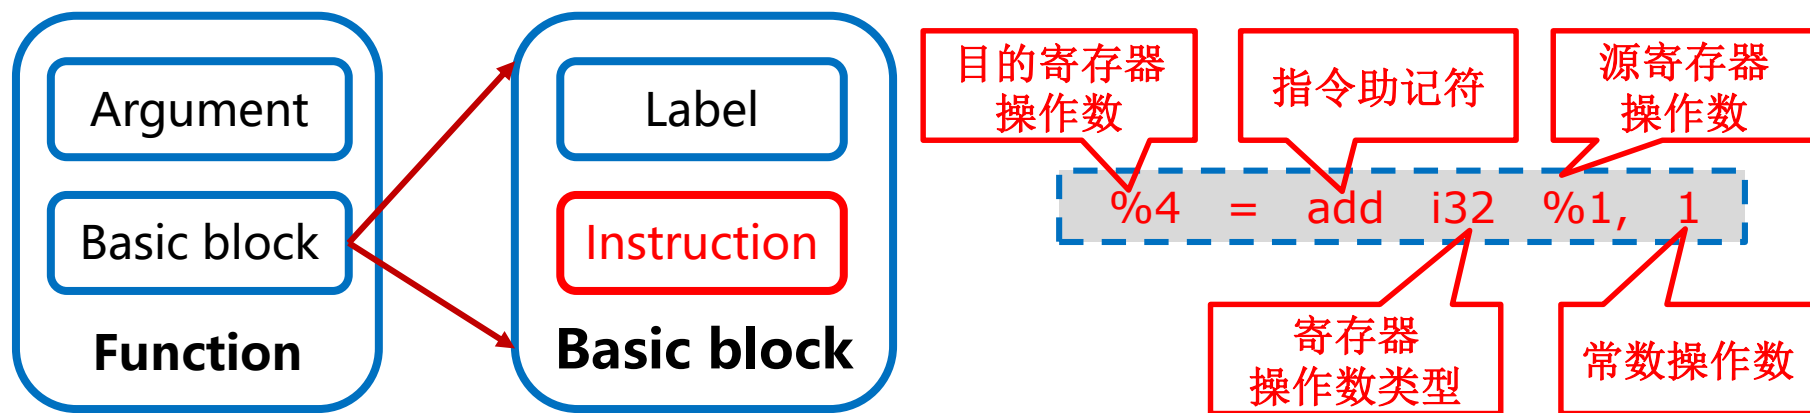 Argument
Basic block
Function
Label
Instruction
Basic block
目的寄存器
操作数
指令助记符
源寄存器
操作数
%4 = add i32 %1, 1
寄存器
操作数类型
常数操作数